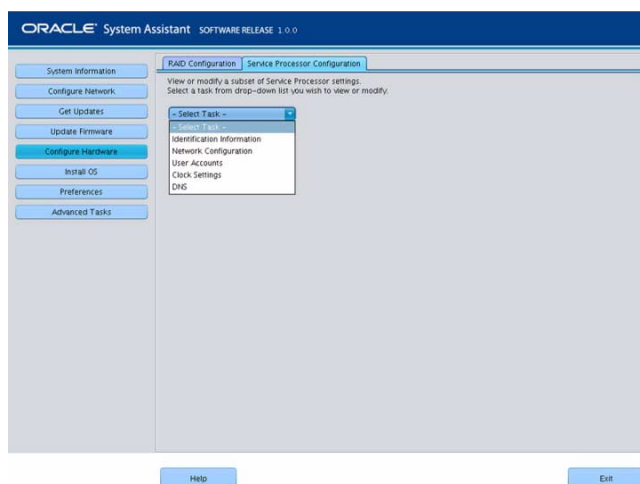 ORACLE® System Assistant SOFTWARE RELEASE 1.0.0
System Information
Configure Network
Get Updates
Update Firmware
Configure Hardware
Install OS
Preferences
Advanced Tasks
RAID Configuration Service Processor Configuration
View or modify a subset of Service Processor settings.
Select a task from drop-down list you wish to view or modify.
- Select Task -
- Select Task -
Identification Information
Network Configuration
User Accounts
Clock Settings
DNS
Help Exit